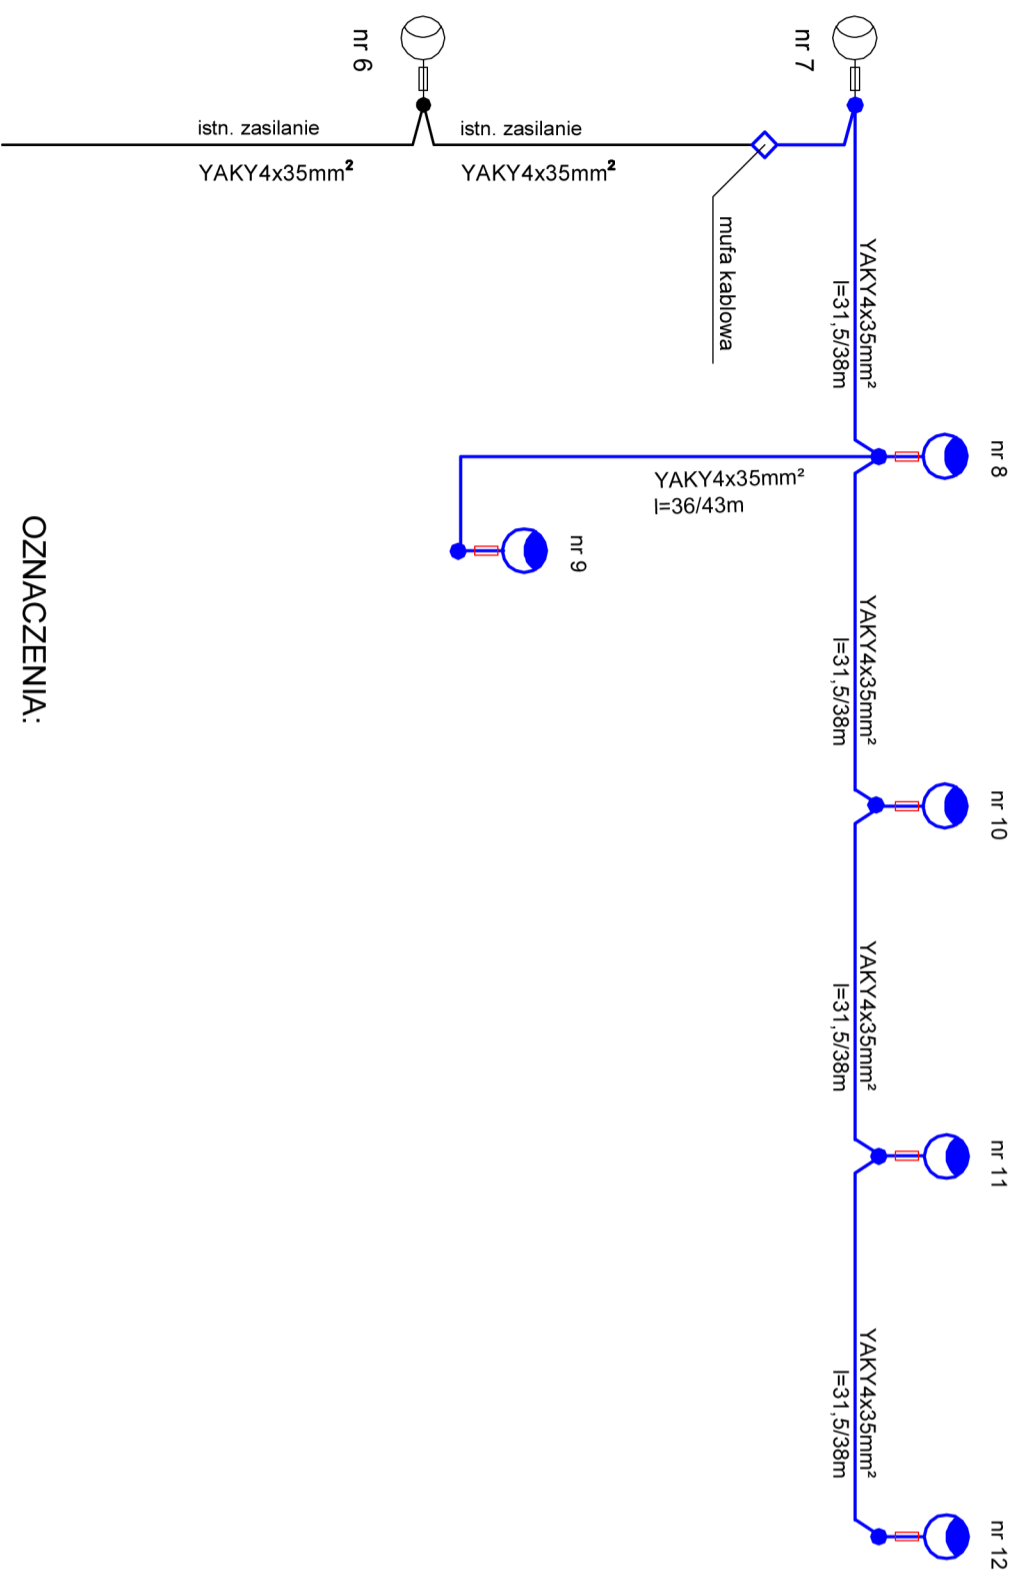 nr 6
nr 7
istn. zasilanie
YAKY4x35mm²
istn. zasilanie
YAKY4x35mm²
mufa kablowa
YAKY4x35mm²
l=31,5/38m
nr 8
YAKY4x35mm²
l=36/43m
nr 9
YAKY4x35mm²
l=31,5/38m
nr 10
YAKY4x35mm²
l=31,5/38m
nr 11
YAKY4x35mm²
l=31,5/38m
nr 12
OZNACZENIA: